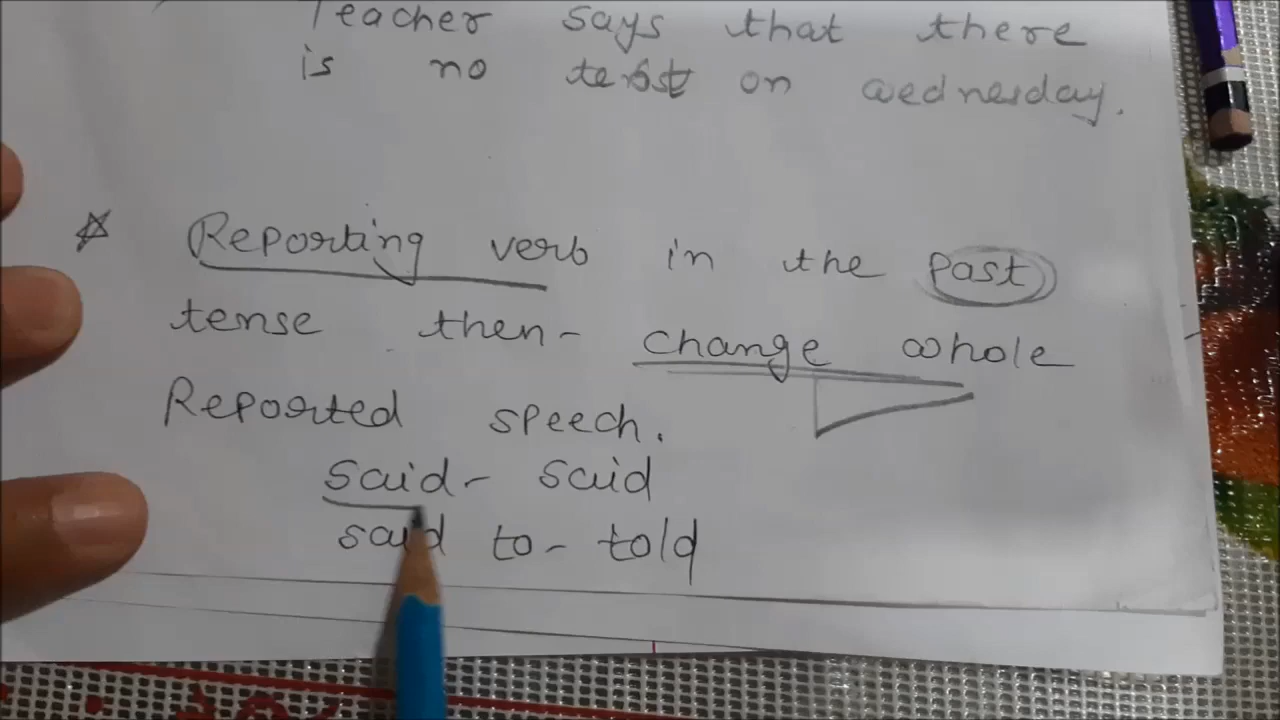 Teacher says that there
is no test on wednesday.
☆ Reporting verb in the past
tense then - change whole
Reported speech.
said - said
said to - told